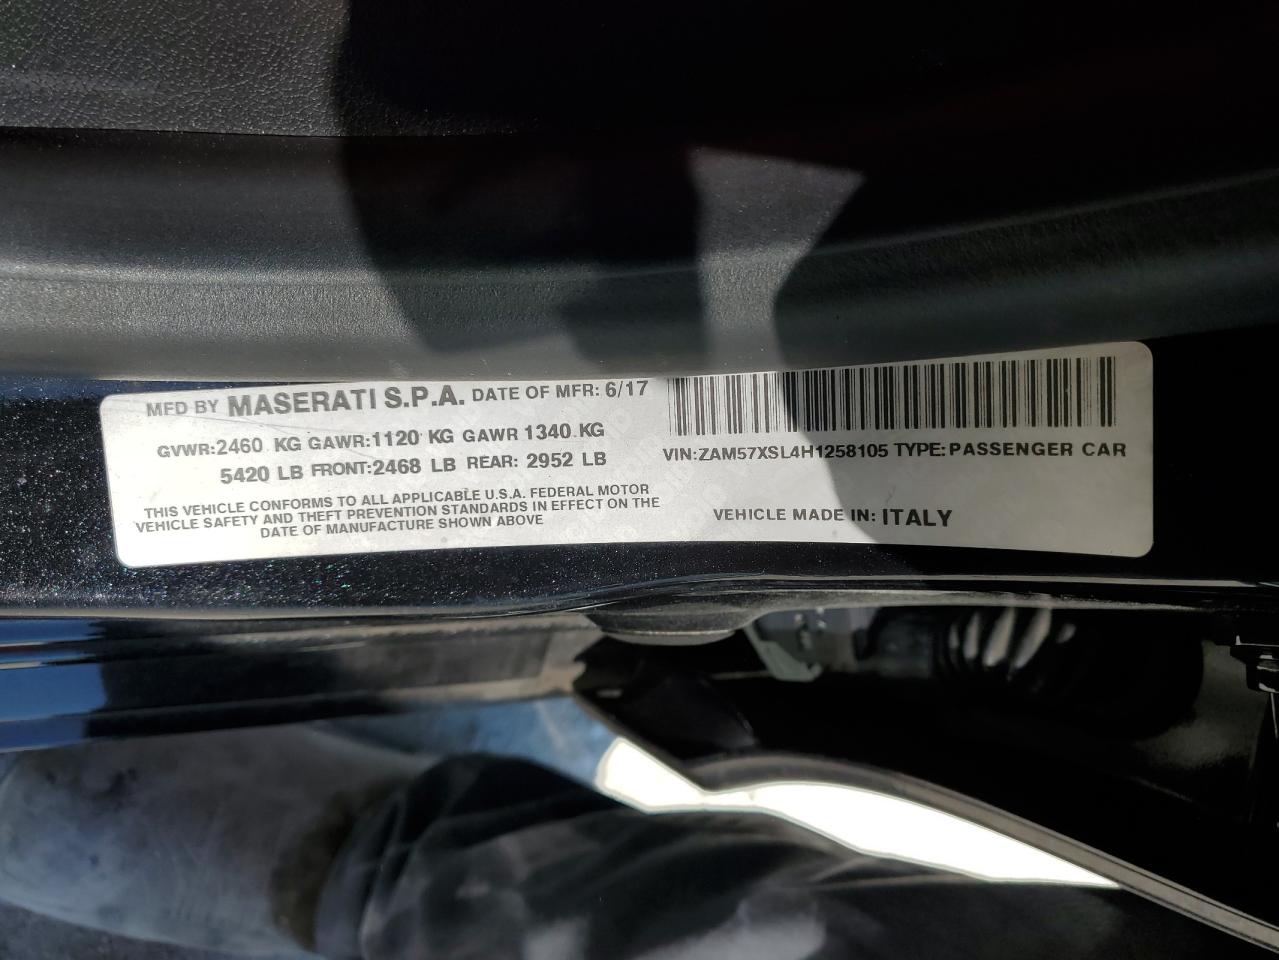 MFD BY MASERATI S.P.A. DATE OF MFR: 6/17
GVWR:2460 KG GAWR:1120 KG GAWR 1340 KG
5420 LB FRONT:2468 LB REAR: 2952 LB
THIS VEHICLE CONFORMS TO ALL APPLICABLE U.S.A. FEDERAL MOTOR
VEHICLE SAFETY AND THEFT PREVENTION STANDARDS IN EFFECT ON THE
DATE OF MANUFACTURE SHOWN ABOVE
VIN:ZAM57XSL4H1258105 TYPE:PASSENGER CAR
VEHICLE MADE IN: ITALY